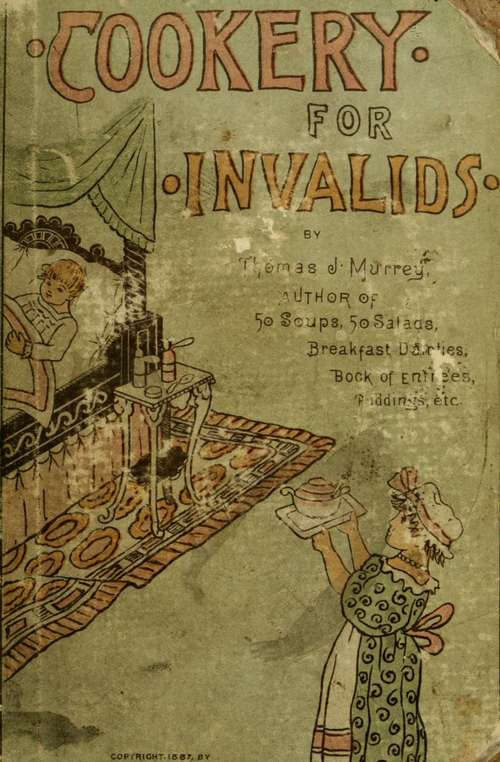 COOKERY
FOR
INVALIDS
BY
Thomas J. Murrey,
AUTHOR OF
50 Soups, 50 Salads,
Breakfast Dainties,
Book of Entrees,
Puddings, etc.
COPYRIGHT, 1887, BY